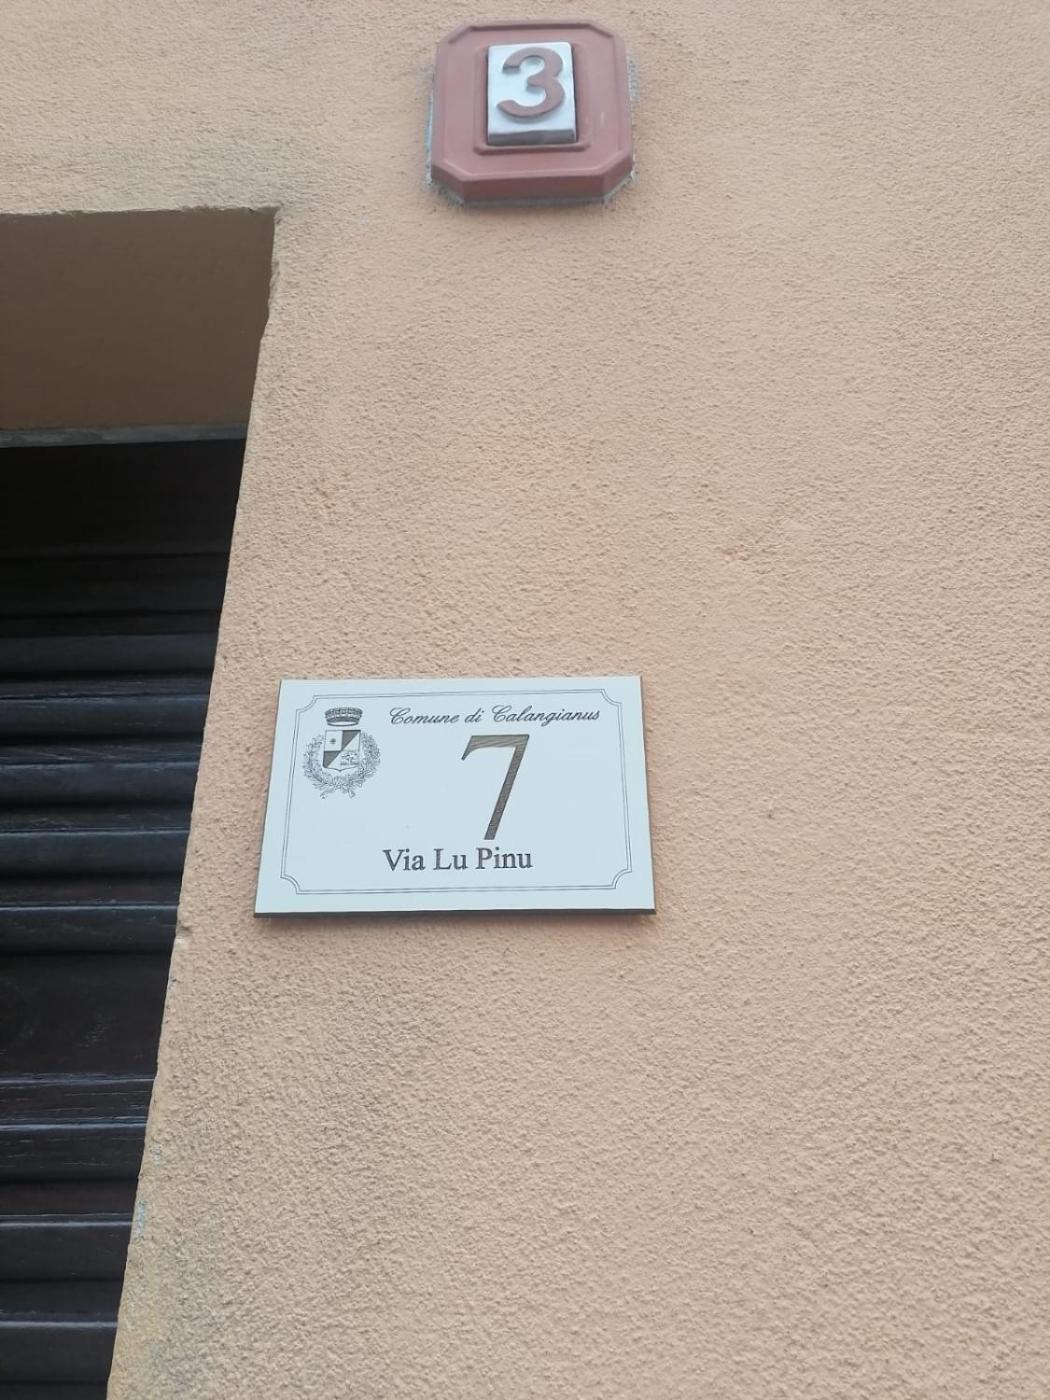 3
Comune di Calangianus
7
Via Lu Pinu